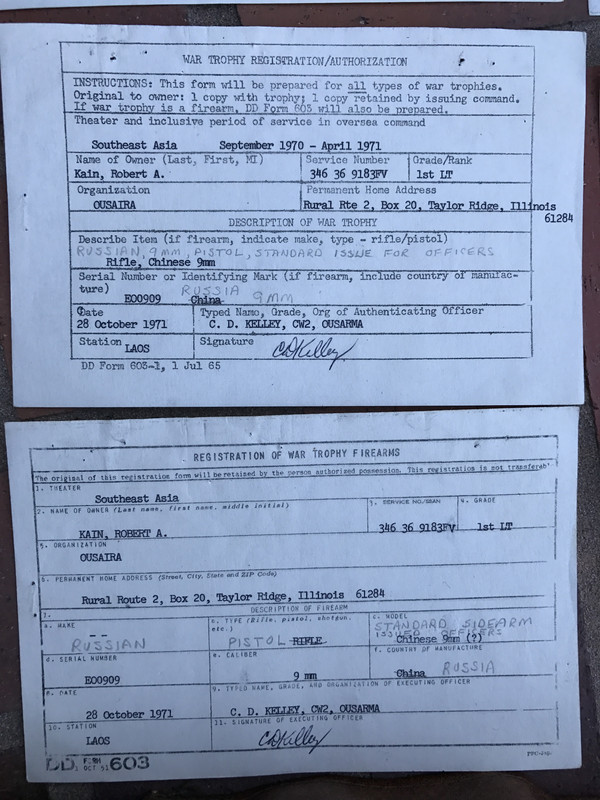 WAR TROPHY REGISTRATION/AUTHORIZATION
INSTRUCTIONS: This form will be prepared for all types of war trophies.
Original to owner: 1 copy with trophy; 1 copy retained by issuing command.
If war trophy is a firearm, DD Form 603 will also be prepared.
Theater and inclusive period of service in oversea command
Southeast Asia September 1970 - April 1971
Name of Owner (Last, First, MI) Service Number Grade/Rank
Kain, Robert A. 346 36 9183FV 1st LT
Organization Permanent Home Address
OUSAIRA Rural Rte 2, Box 20, Taylor Ridge, Illinois
61284
DESCRIPTION OF WAR TROPHY
Describe Item (if firearm, indicate make, type - rifle/pistol)
RUSSIAN, 9MM, PISTOL, STANDARD ISSUE FOR OFFICERS
Rifle, Chinese 9mm
Serial Number or Identifying Mark (if firearm, include country of manufac-
ture) RUSSIA
EO0909 China 9MM
Date Typed Name, Grade, Org of Authenticating Officer
28 October 1971 C. D. KELLEY, CW2, OUSARMA
Station Signature
LAOS CDKelley
DD Form 603-1, 1 Jul 65
REGISTRATION OF WAR TROPHY FIREARMS
The original of this registration form will be retained by the person authorized possession. This registration is not transferab
1. THEATER
Southeast Asia
2. NAME OF OWNER (Last name, first name, middle initial) 3. SERVICE NO./SSAN 4. GRADE
KAIN, ROBERT A. 346 36 9183FV 1st LT
5. ORGANIZATION
OUSAIRA
6. PERMANENT HOME ADDRESS (Street, City, State and ZIP Code)
Rural Route 2, Box 20, Taylor Ridge, Illinois 61284
7. DESCRIPTION OF FIREARM
a. MAKE TYPE (Rifle, pistol, shotgun, etc.) c. MODEL
-- STANDARD SIDEARM
ISSUED OFFICERS
RUSSIAN PISTOL RIFLE Chinese 9mm (?)
d. SERIAL NUMBER e. CALIBER f. COUNTRY OF MANUFACTURE
EO0909 9 mm China RUSSIA
DATE 9. TYPED NAME, GRADE, AND ORGANIZATION OF EXECUTING OFFICER
28 October 1971 C. D. KELLEY, CW2, OUSARMA
10. STATION 11. SIGNATURE OF EXECUTING OFFICER
LAOS CDKelley
DD FORM 1 OCT 51 603